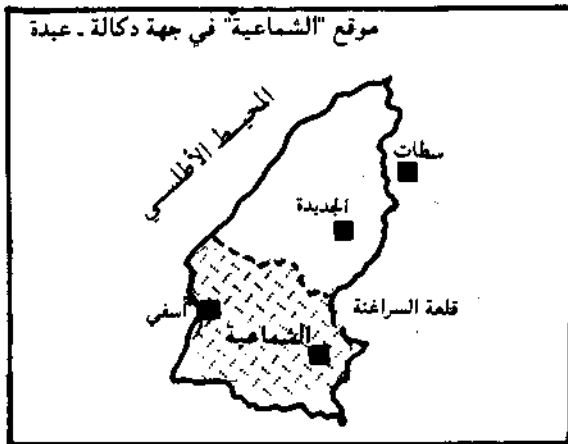 موقع "الشماعية" في جهة دكالة ـ عبدة
المحيط الأطلسي
سطات
الجديدة
قلعة السراغنة
أسفي
الشماعية